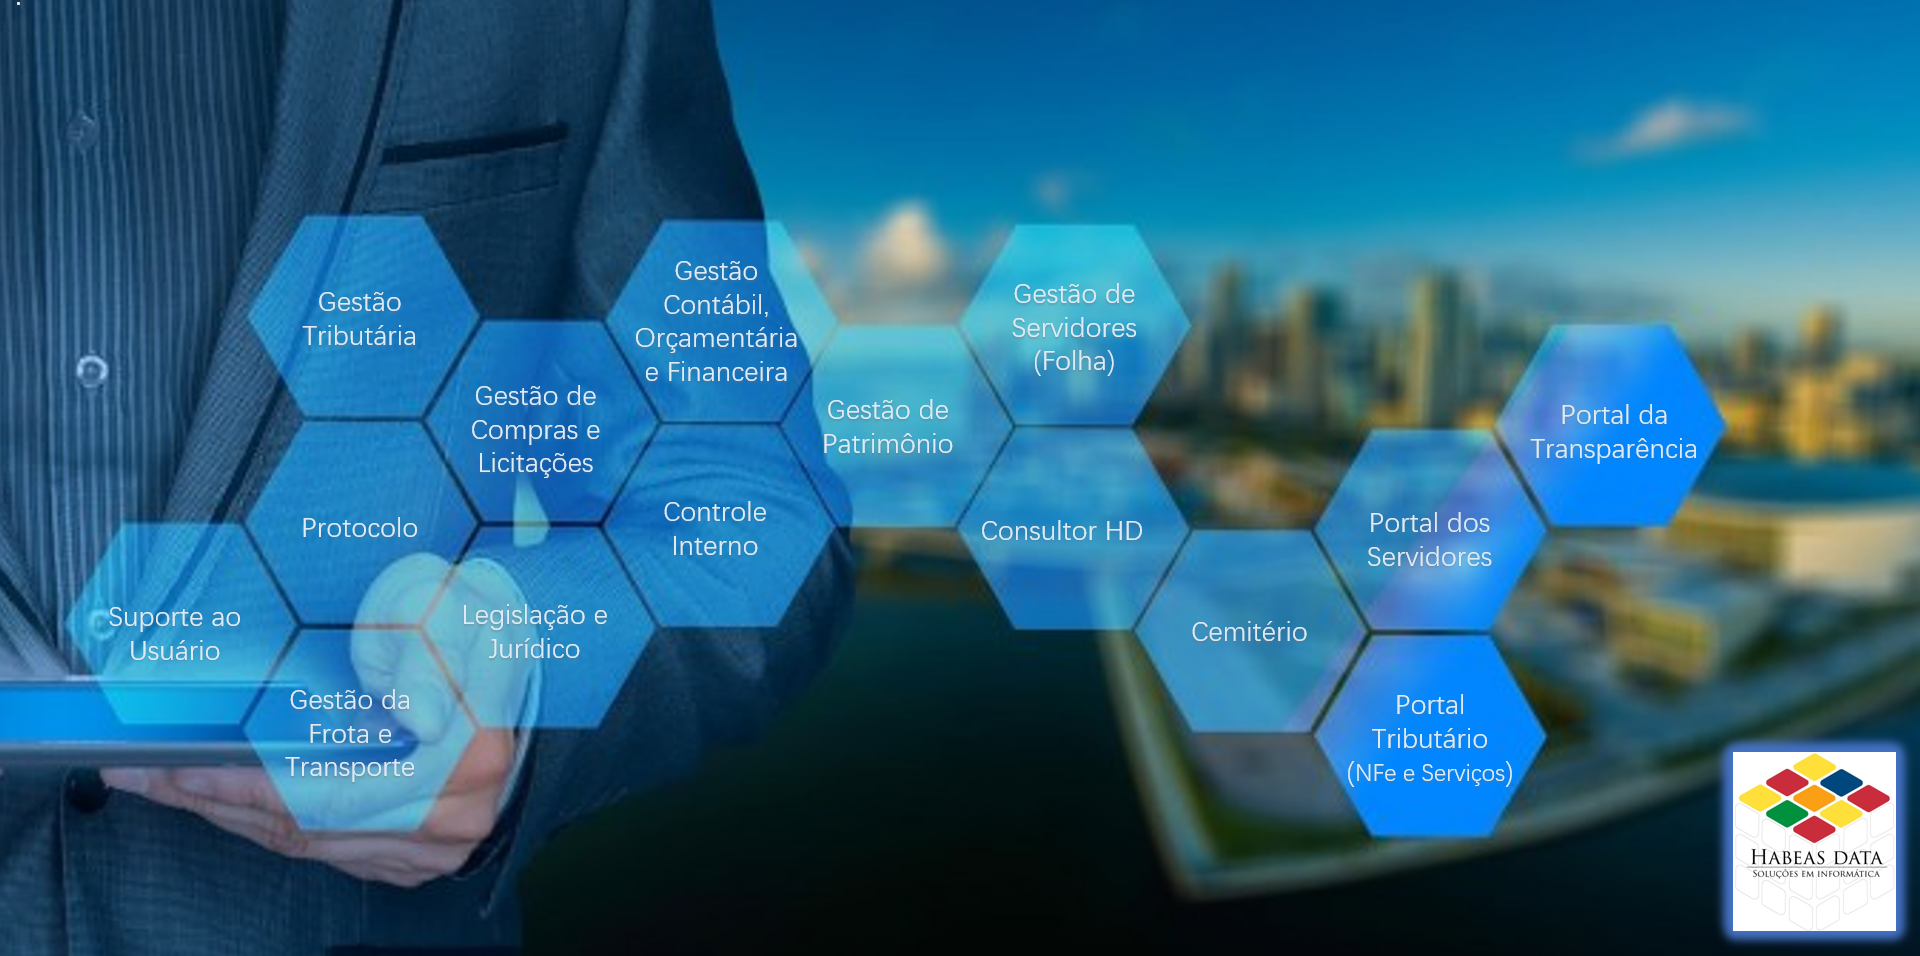 Gestão
Tributária
Gestão de
Compras e
Licitações
Gestão
Contábil,
Orçamentária
e Financeira
Gestão de
Patrimônio
Gestão de
Servidores
(Folha)
Portal da
Transparência
Protocolo
Controle
Interno
Consultor HD
Portal dos
Servidores
Suporte ao
Usuário
Legislação e
Jurídico
Cemitério
Gestão da
Frota e
Transporte
Portal
Tributário
(NFe e Serviços)
HABEAS DATA
SOLUÇÕES EM INFORMÁTICA